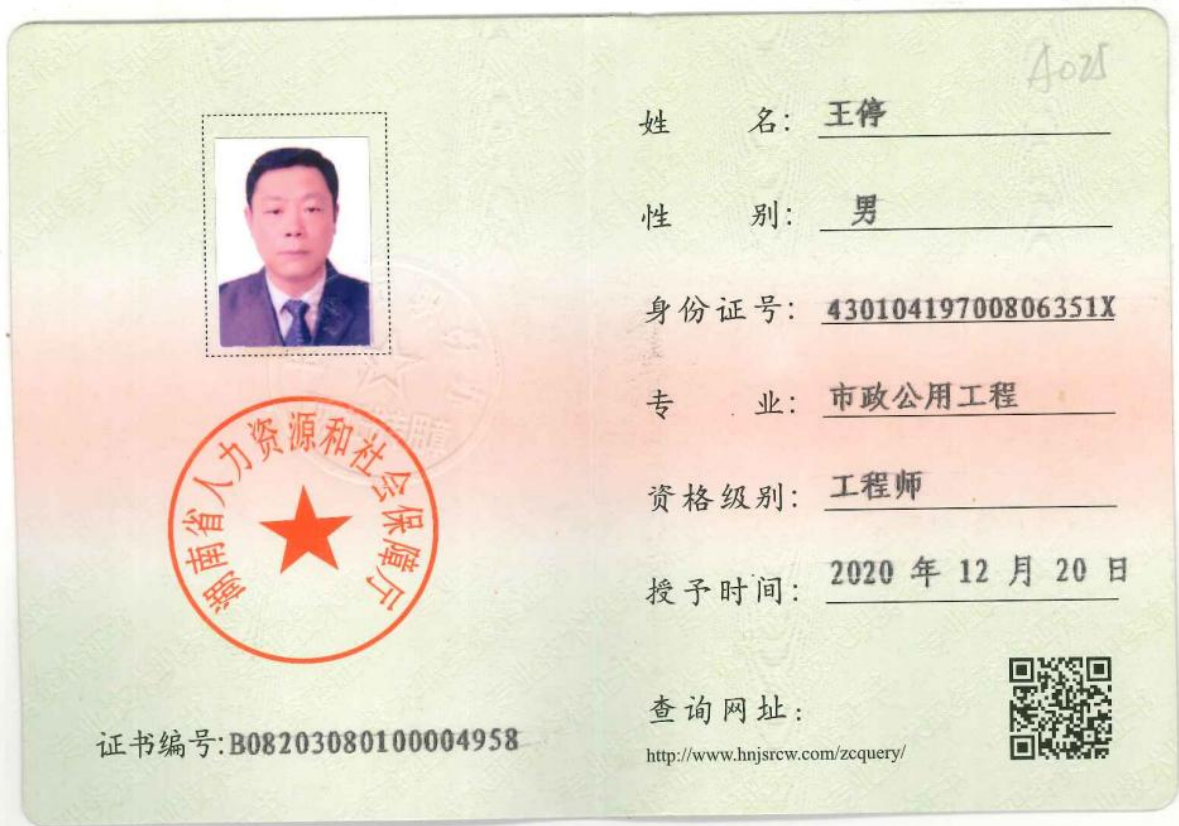 湖南省人力资源和社会保障厅
证书编号:B08203080100004958
A025
姓 名: 王停
性 别: 男
身份证号: 43010419700806351X
专 业: 市政公用工程
资格级别: 工程师
授予时间: 2020 年 12 月 20 日
查询网址:
http://www.hnjsrcw.com/zcquery/